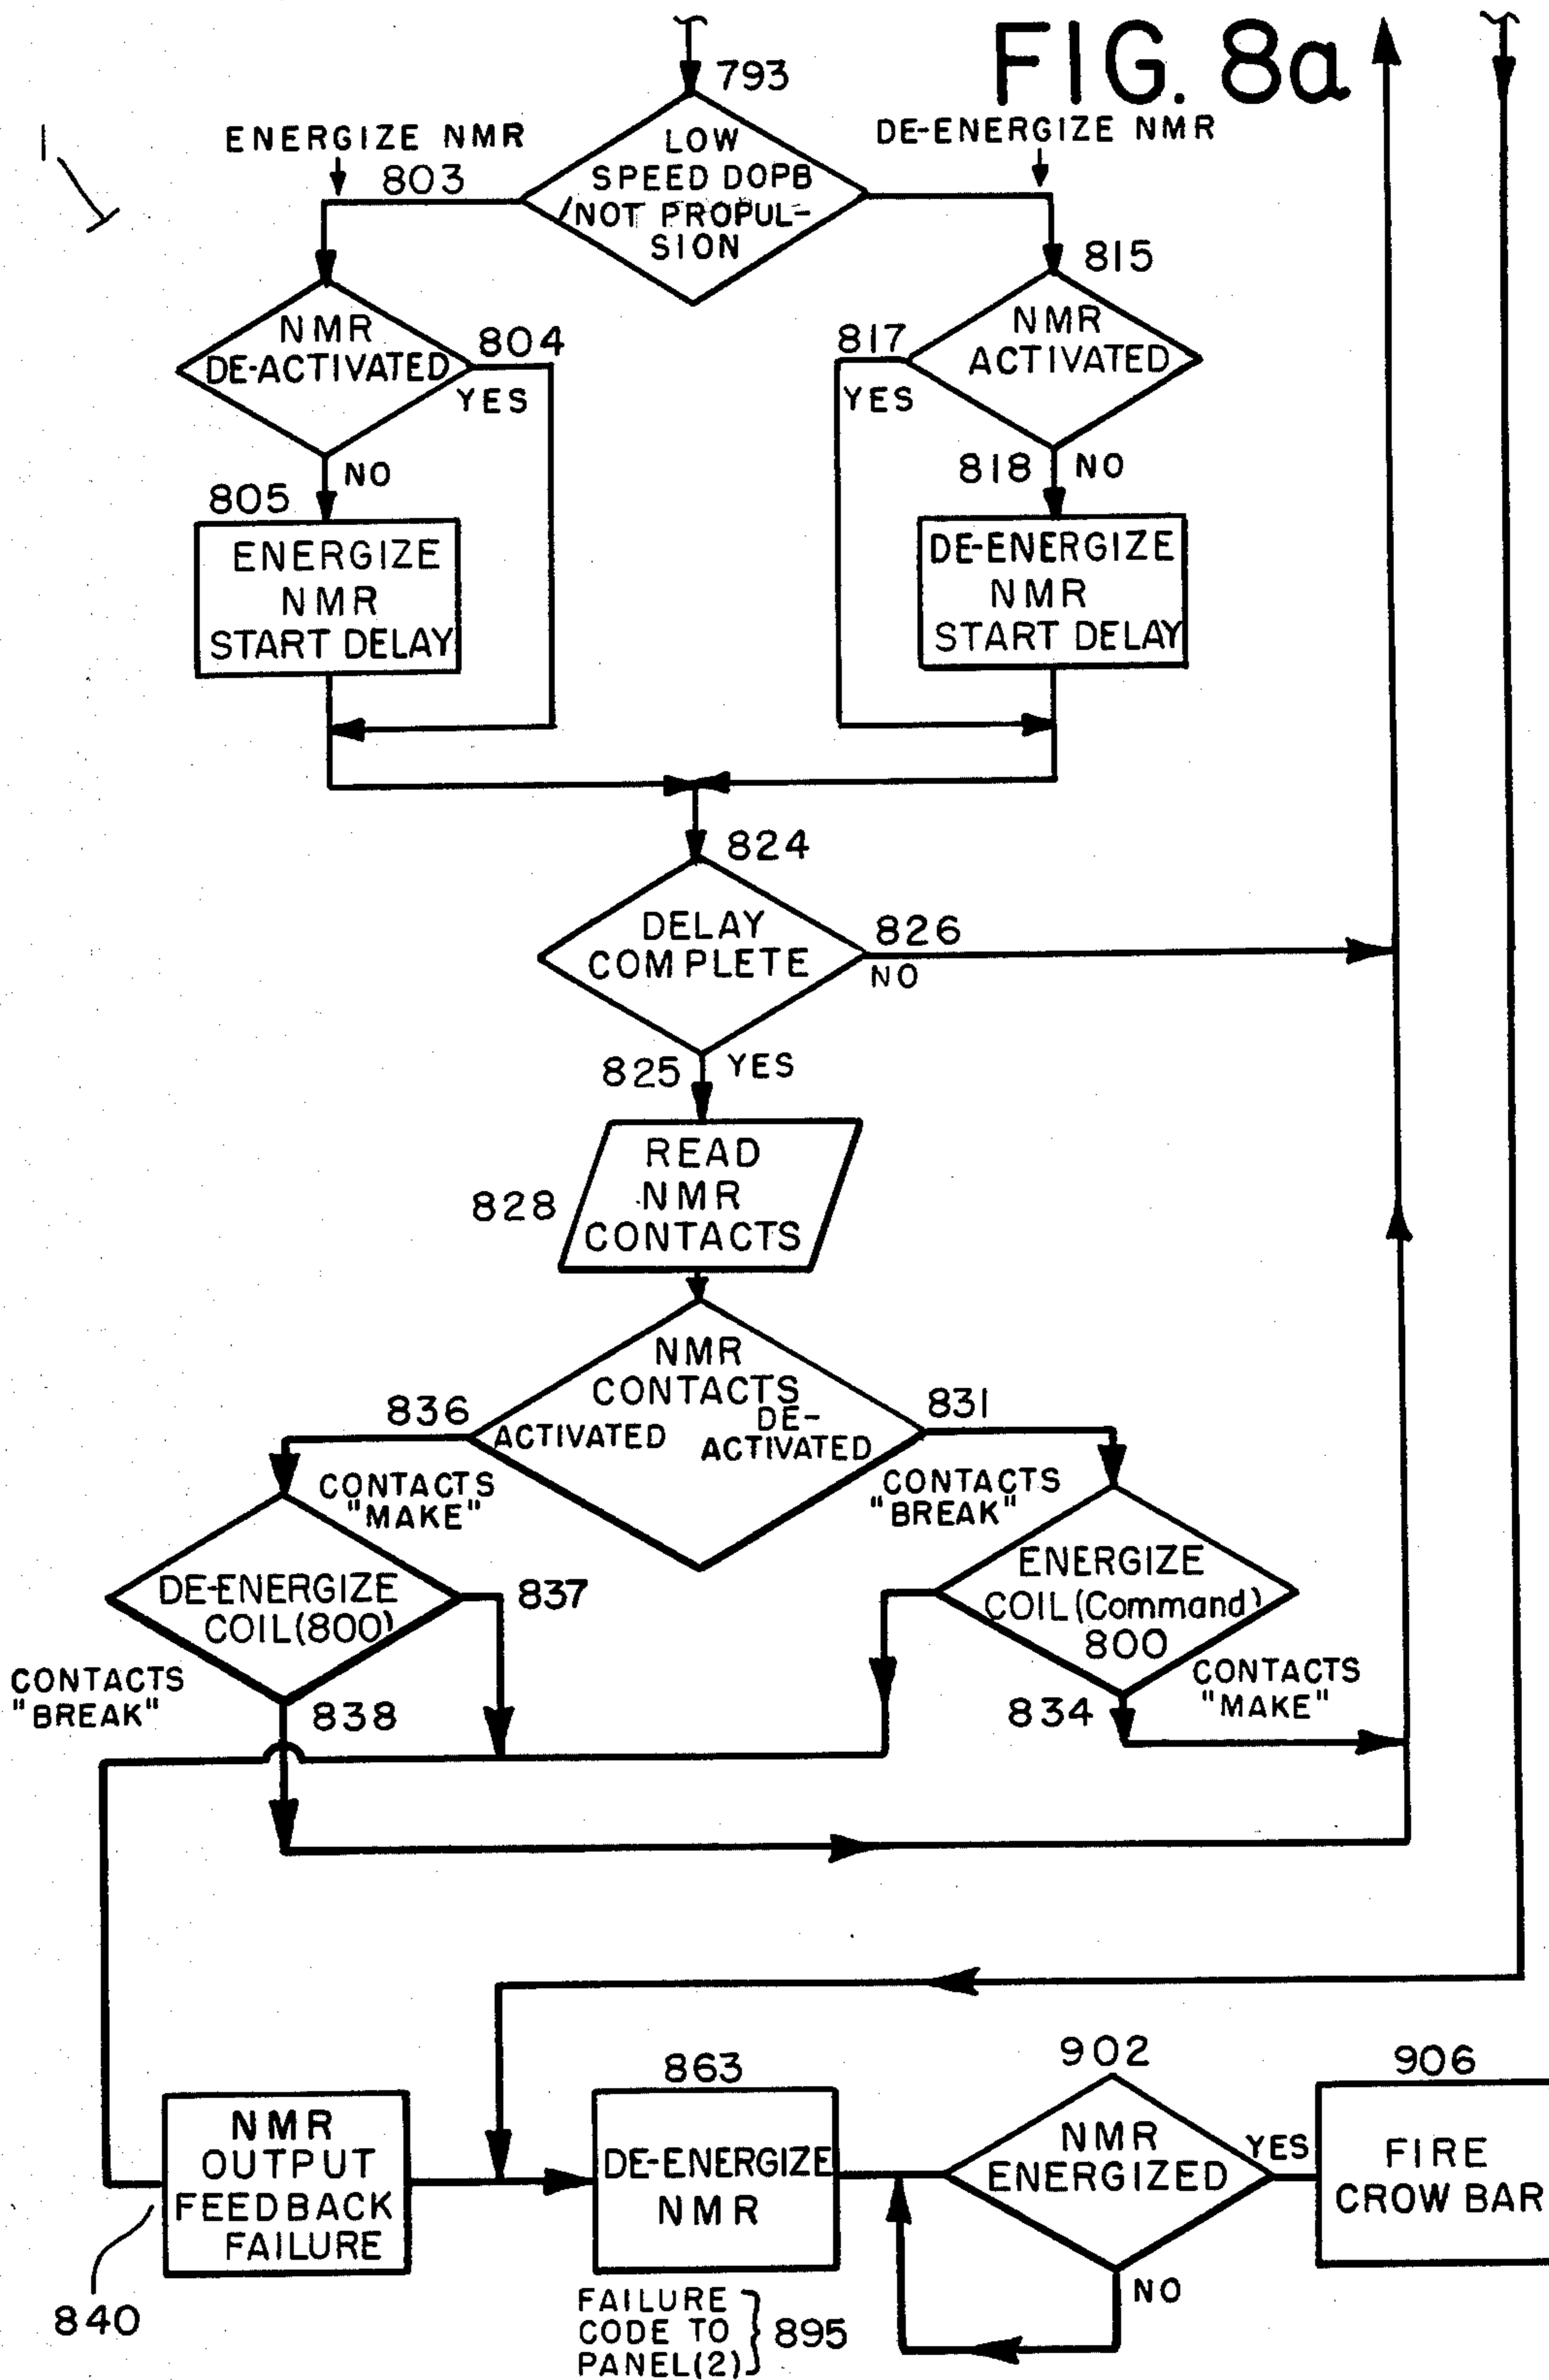 FIG. 8a
793
1
ENERGIZE NMR
DE-ENERGIZE NMR
803
LOW
SPEED DOPB
/NOT PROPUL-
SION
815
NMR
DE-ACTIVATED
804
YES
NO
817
YES
NMR
ACTIVATED
818
NO
805
ENERGIZE
NMR
START DELAY
DE-ENERGIZE
NMR
START DELAY
824
DELAY
COMPLETE
826
NO
825
YES
828
READ
NMR
CONTACTS
NMR
CONTACTS
836
ACTIVATED
DE-
ACTIVATED
831
CONTACTS
"MAKE"
CONTACTS
"BREAK"
DE-ENERGIZE
COIL(800)
837
ENERGIZE
COIL(Command)
800
CONTACTS
"BREAK"
838
834
CONTACTS
"MAKE"
NMR
OUTPUT
FEEDBACK
FAILURE
840
863
DE-ENERGIZE
NMR
FAILURE
CODE TO
PANEL(2)
895
902
NMR
ENERGIZED
YES
NO
906
FIRE
CROW BAR